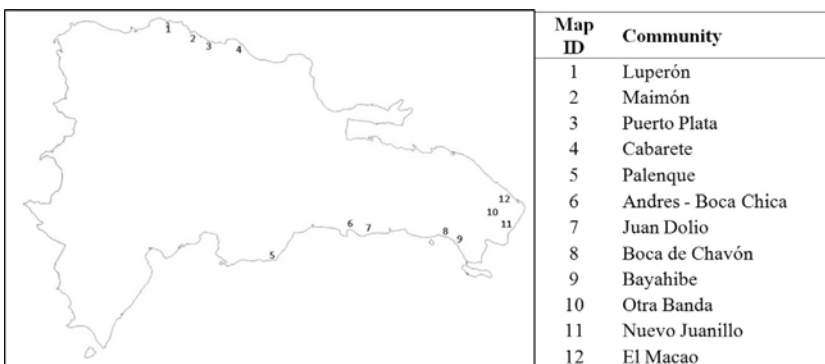 1
2
3
4
12
10
11
6
7
8
9
5
Map ID Community
1 Luperón
2 Maimón
3 Puerto Plata
4 Cabarete
5 Palenque
6 Andres - Boca Chica
7 Juan Dolio
8 Boca de Chavón
9 Bayahibe
10 Otra Banda
11 Nuevo Juanillo
12 El Macao